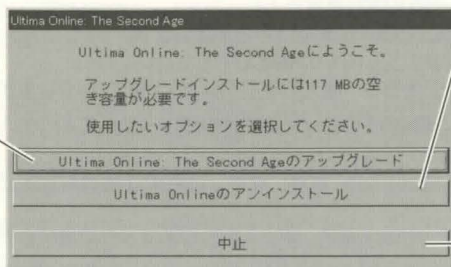 Ultima Online: The Second Age
Ultima Online: The Second Ageにようこそ。
アップグレードインストールには117 MBの空
き容量が必要です。
使用したいオプションを選択してください。
Ultima Online: The Second Ageのアップグレード
Ultima Onlineのアンインストール
中止